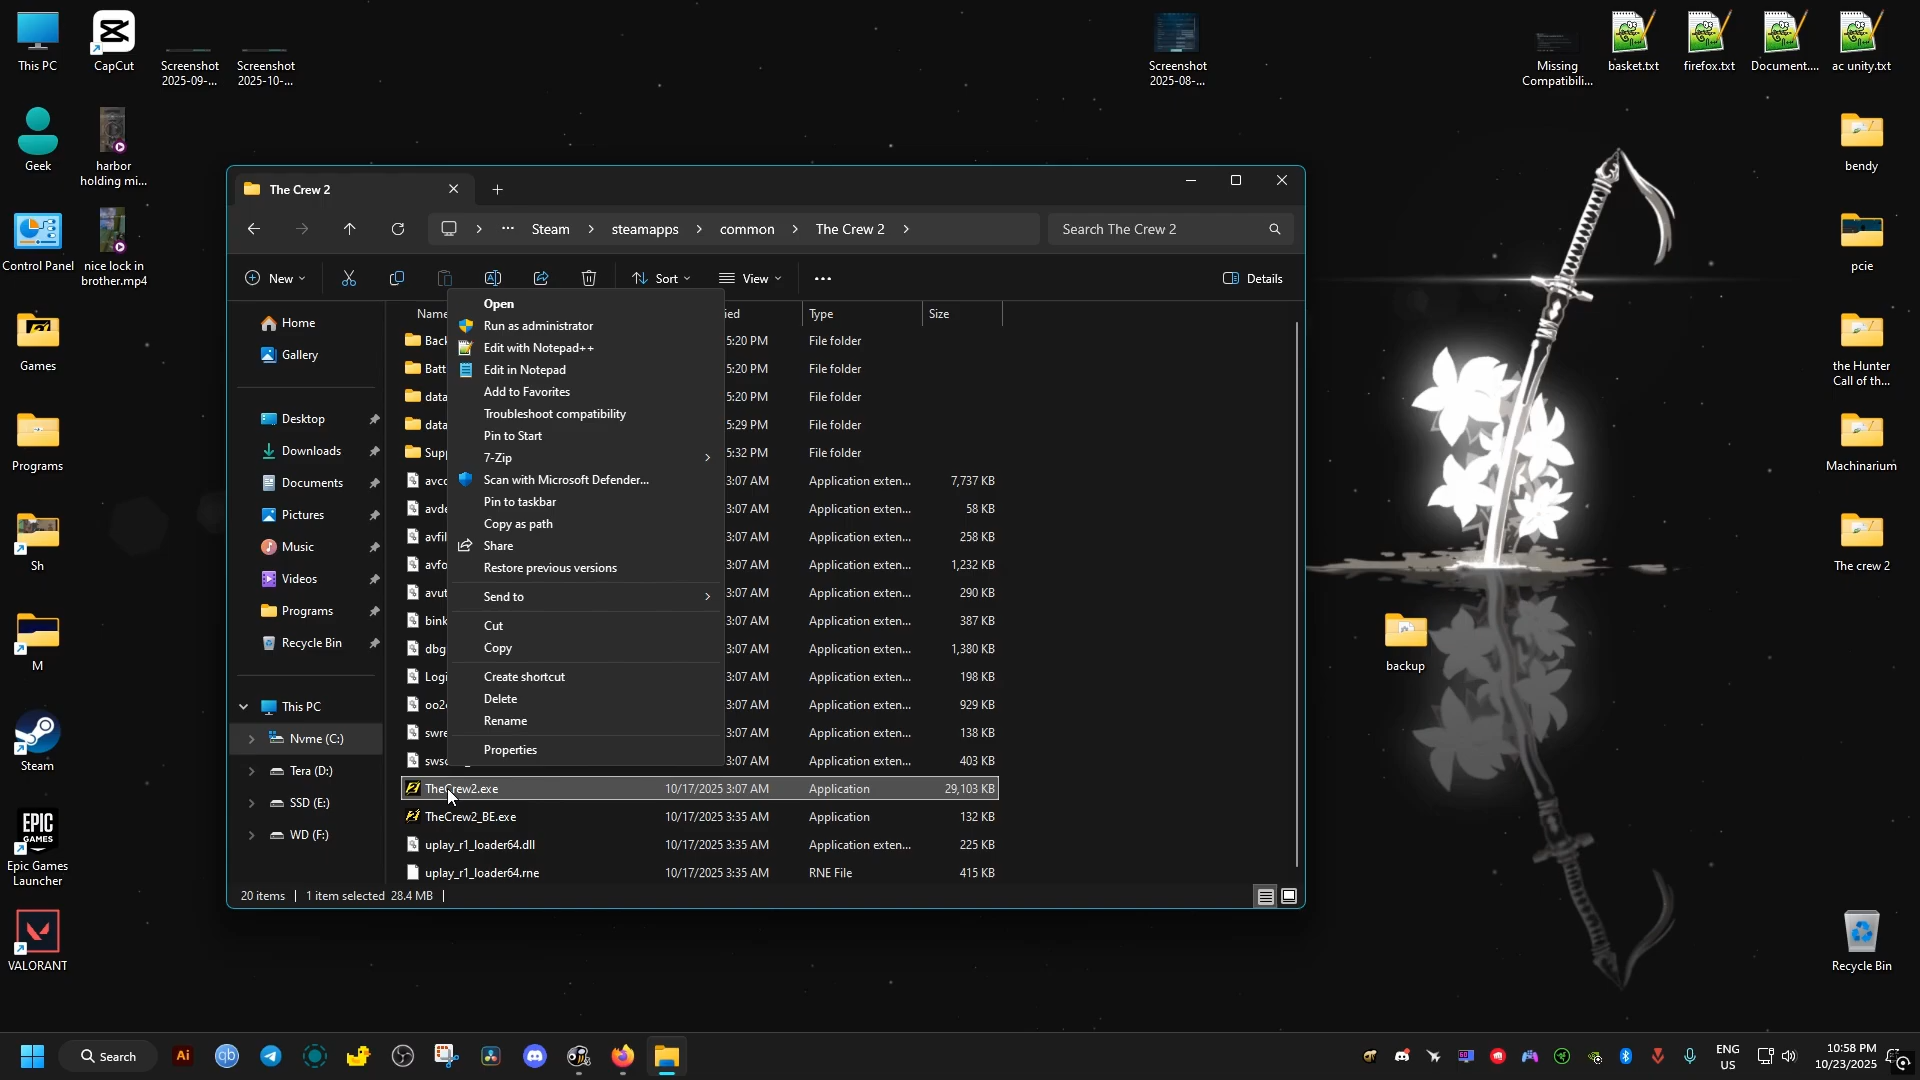 This PC
CapCut
Screenshot
2025-09-...
Screenshot
2025-10-...
Screenshot
2025-08-...
Missing
Compatibili...
basket.txt
firefox.txt
Document....
ac unity.txt
Geek
harbor
holding mi...
Control Panel
nice lock in
brother.mp4
Games
Programs
Sh
M
Steam
EPIC
GAMES
Epic Games
Launcher
VALORANT
bendy
pcie
the Hunter
Call of th...
Machinarium
The crew 2
backup
Recycle Bin
The Crew 2
Steam
steamapps
common
The Crew 2
Search The Crew 2
New
Sort
View
Details
Home
Gallery
Desktop
Downloads
Documents
Pictures
Music
Videos
Programs
Recycle Bin
This PC
Nvme (C:)
Tera (D:)
SSD (E:)
WD (F:)
Name
ied
Type
Size
Back
5:20 PM
File folder
Batt
5:20 PM
File folder
data
5:20 PM
File folder
data
5:29 PM
File folder
Supp
5:32 PM
File folder
avco
3:07 AM
Application exten...
7,737 KB
avde
3:07 AM
Application exten...
58 KB
avfil
3:07 AM
Application exten...
258 KB
avfo
3:07 AM
Application exten...
1,232 KB
avut
3:07 AM
Application exten...
290 KB
bink
3:07 AM
Application exten...
387 KB
dbg
3:07 AM
Application exten...
1,380 KB
Logi
3:07 AM
Application exten...
198 KB
oo2
3:07 AM
Application exten...
929 KB
swre
3:07 AM
Application exten...
138 KB
swsc
3:07 AM
Application exten...
403 KB
TheCrew2.exe
10/17/2025 3:07 AM
Application
29,103 KB
TheCrew2_BE.exe
10/17/2025 3:35 AM
Application
132 KB
uplay_r1_loader64.dll
10/17/2025 3:35 AM
Application exten...
225 KB
uplay_r1_loader64.rne
10/17/2025 3:35 AM
RNE File
415 KB
20 items
1 item selected 28.4 MB
Open
Run as administrator
Edit with Notepad++
Edit in Notepad
Add to Favorites
Troubleshoot compatibility
Pin to Start
7-Zip
Scan with Microsoft Defender...
Pin to taskbar
Copy as path
Share
Restore previous versions
Send to
Cut
Copy
Create shortcut
Delete
Rename
Properties
Search
Ai
qb
ENG
US
10:58 PM
10/23/2025